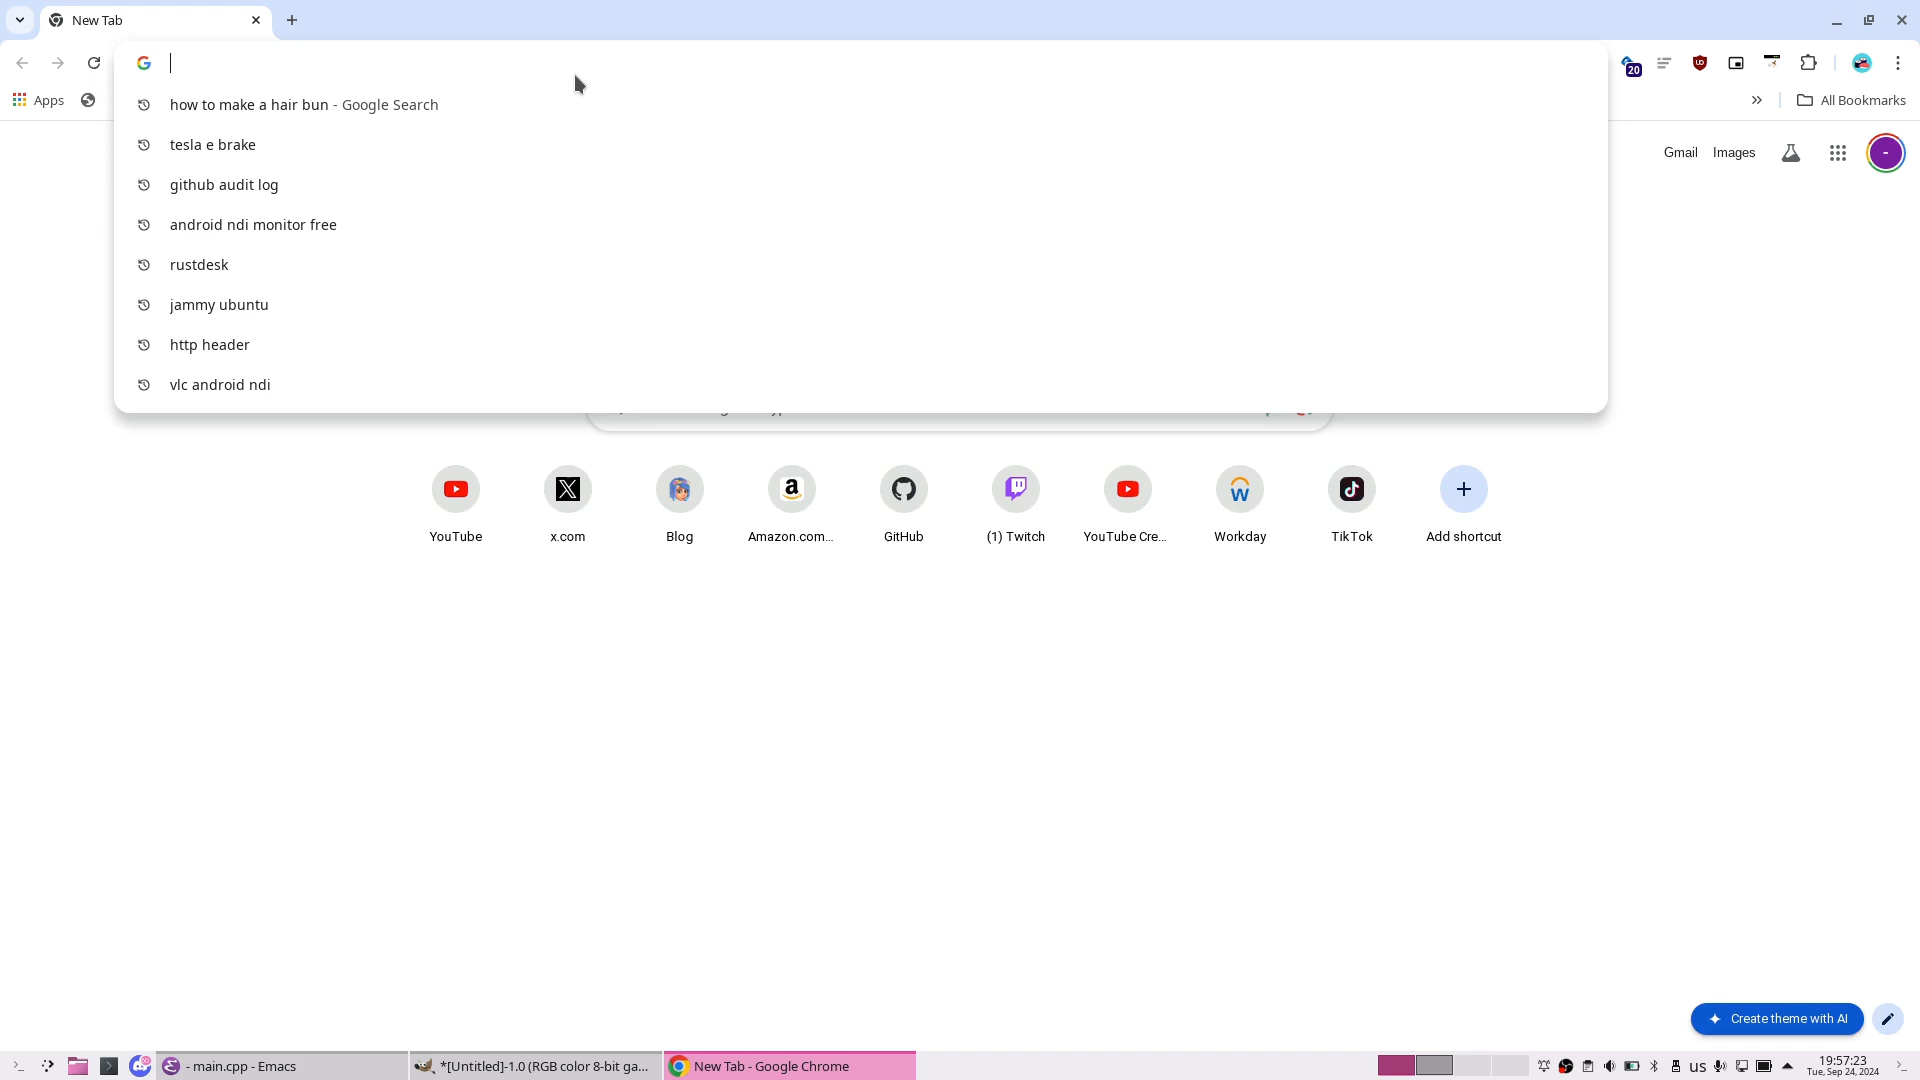 New Tab
how to make a hair bun - Google Search
20
tesla e brake
Apps
All Bookmarks
github audit log
Gmail
Images
-
android ndi monitor free
rustdesk
jammy ubuntu
http header
vlc android ndi
YouTube
x.com
Blog
Amazon.com...
GitHub
(1) Twitch
YouTube Cre...
Workday
TikTok
Add shortcut
Create theme with AI
- main.cpp - Emacs
*[Untitled]-1.0 (RGB color 8-bit ga...
New Tab - Google Chrome
us
19:57:23
Tue, Sep 24, 2024